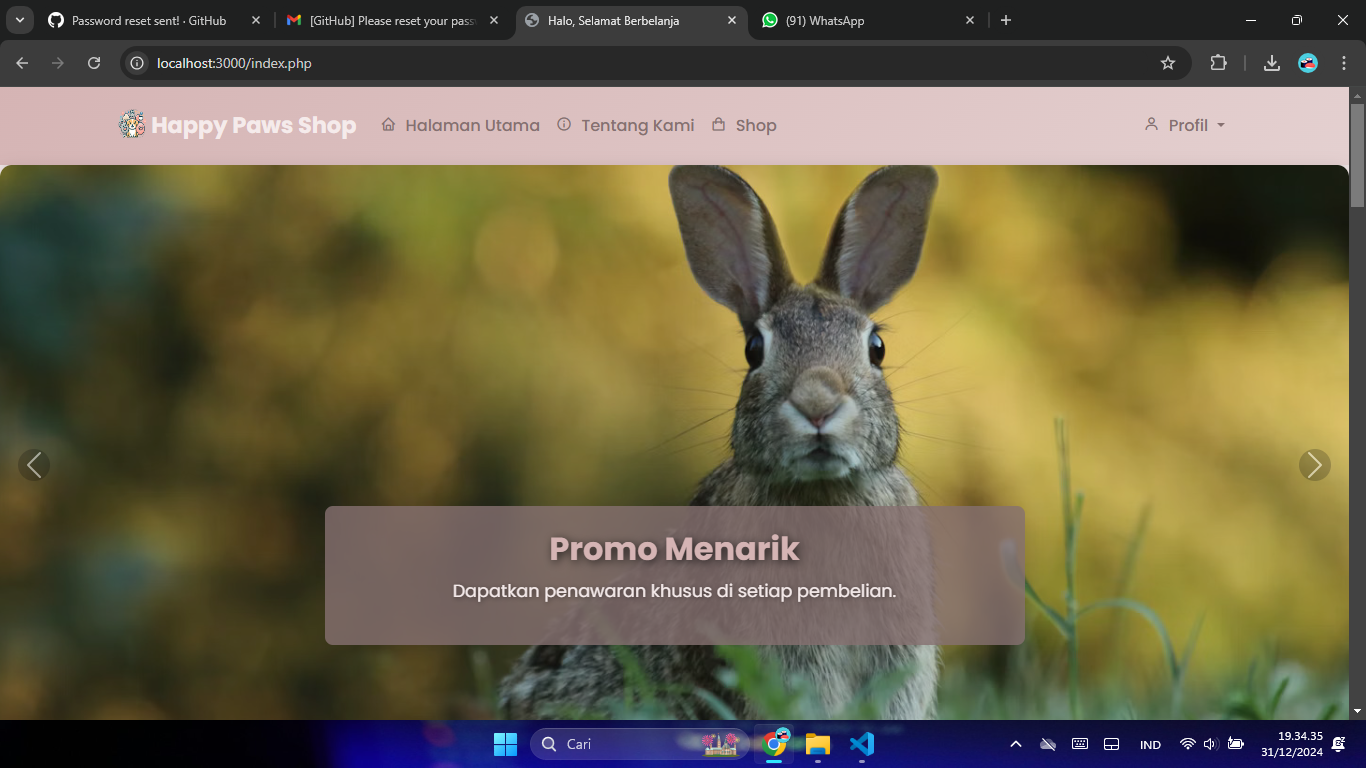 Password reset sent! · GitHub
[GitHub] Please reset your pass
Halo, Selamat Berbelanja
(91) WhatsApp
localhost:3000/index.php
Happy Paws Shop
Halaman Utama
Tentang Kami
Shop
Profil
Promo Menarik
Dapatkan penawaran khusus di setiap pembelian.
Cari
IND
19.34.35
31/12/2024